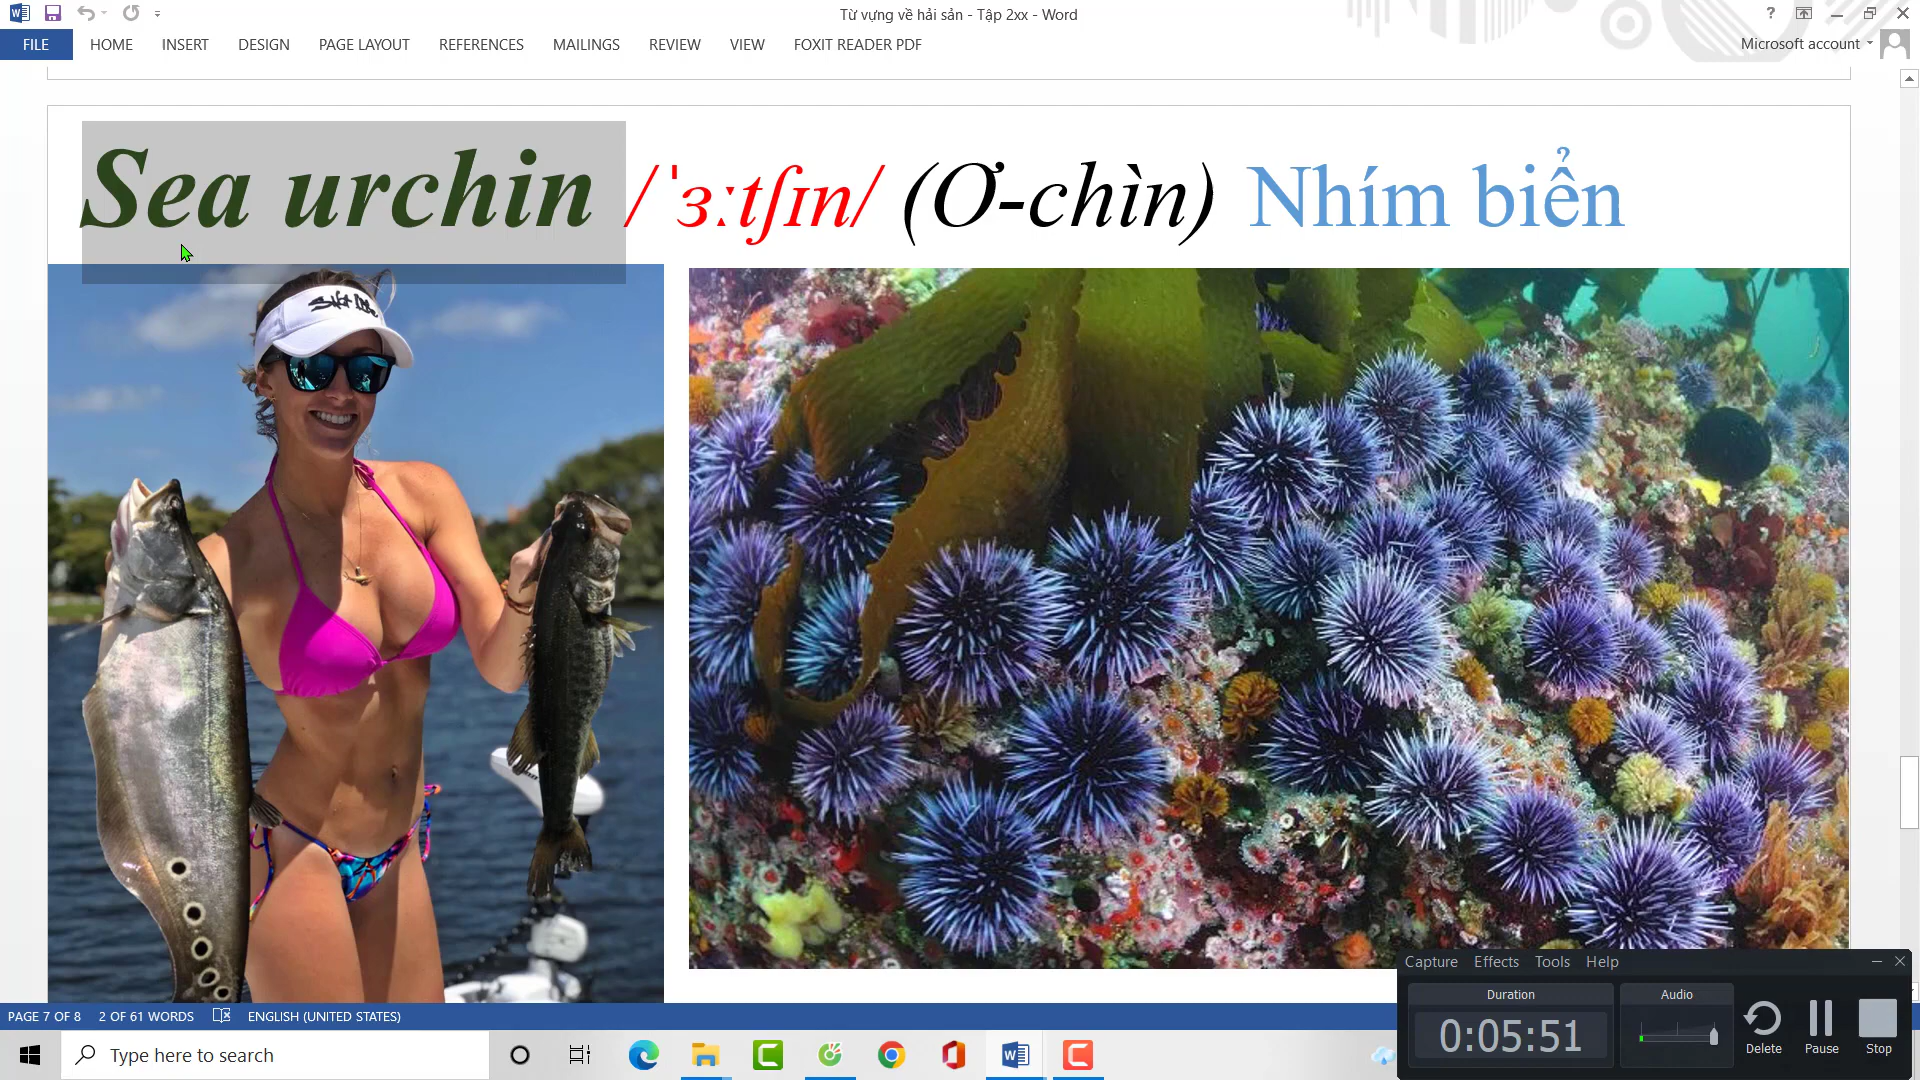 Từ vựng về hải sản - Tập 2xx - Word
?
FILE HOME INSERT DESIGN PAGE LAYOUT REFERENCES MAILINGS REVIEW VIEW FOXIT READER PDF
Microsoft account
Sea urchin /ˈɜːtʃɪn/ (Ơ-chìn) Nhím biển
Salt Life
Capture Effects Tools Help
Duration
Audio
0:05:51
Delete
Pause
Stop
PAGE 7 OF 8 2 OF 61 WORDS ENGLISH (UNITED STATES)
Type here to search